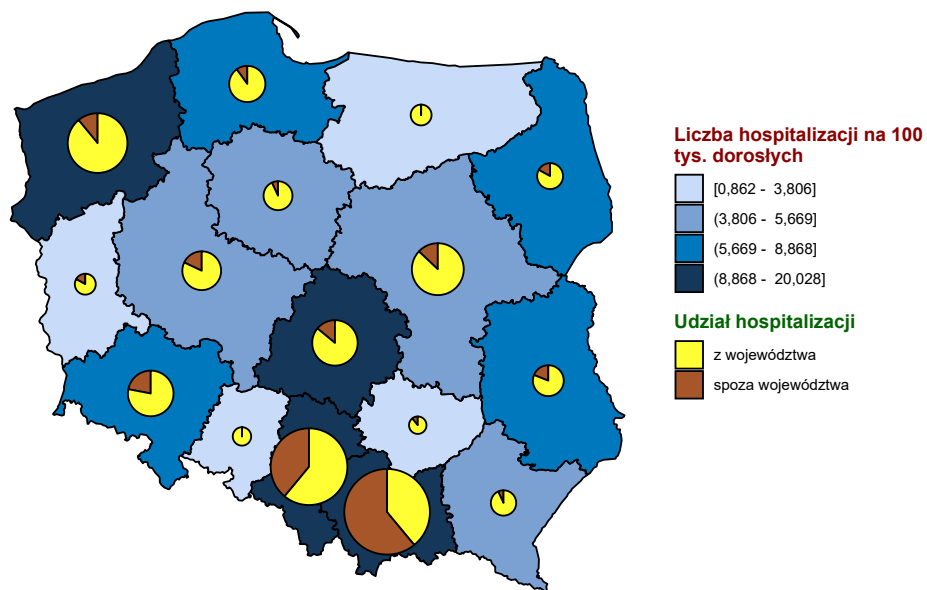 Liczba hospitalizacji na 100
tys. dorosłych
[0,862 - 3,806]
(3,806 - 5,669]
(5,669 - 8,868]
(8,868 - 20,028]
Udział hospitalizacji
z województwa
spoza województwa